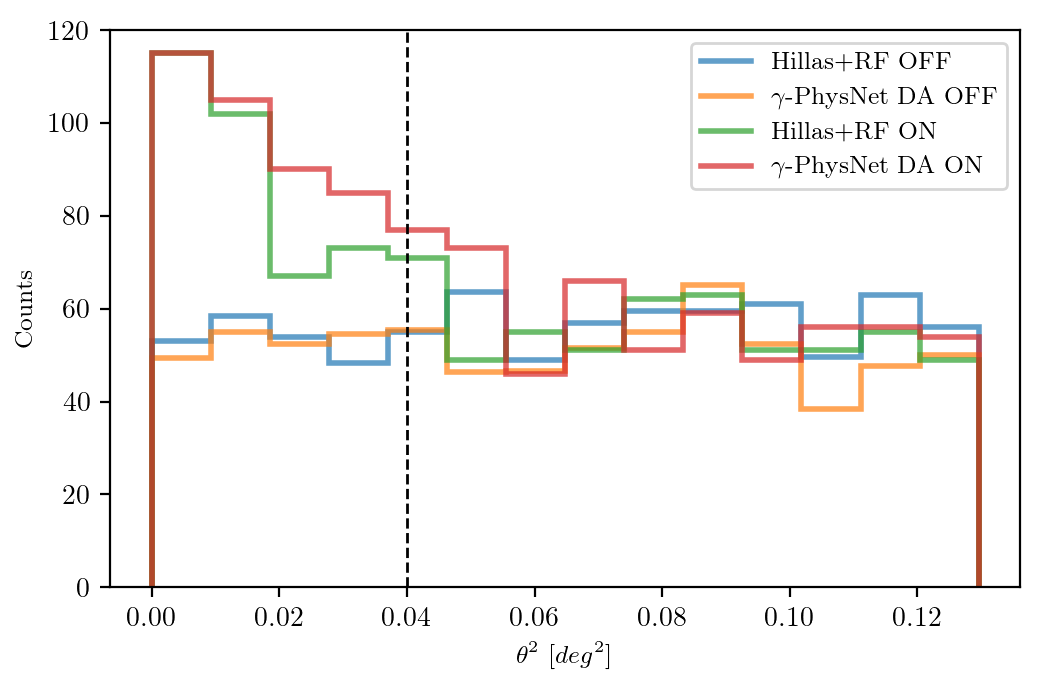 120
100
80
60
40
20
0
Counts
0.00 0.02 0.04 0.06 0.08 0.10 0.12
θ² [deg²]
Hillas+RF OFF
γ-PhysNet DA OFF
Hillas+RF ON
γ-PhysNet DA ON